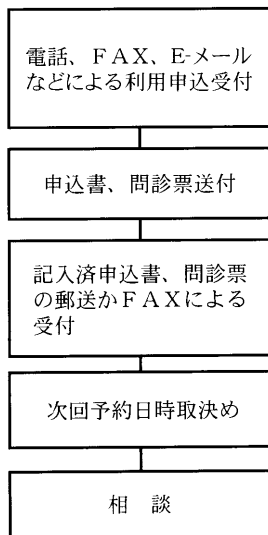 電話、ＦＡＸ、E-メール
などによる利用申込受付
申込書、問診票送付
記入済申込書、問診票
の郵送かＦＡＸによる
受付
次回予約日時取決め
相　談